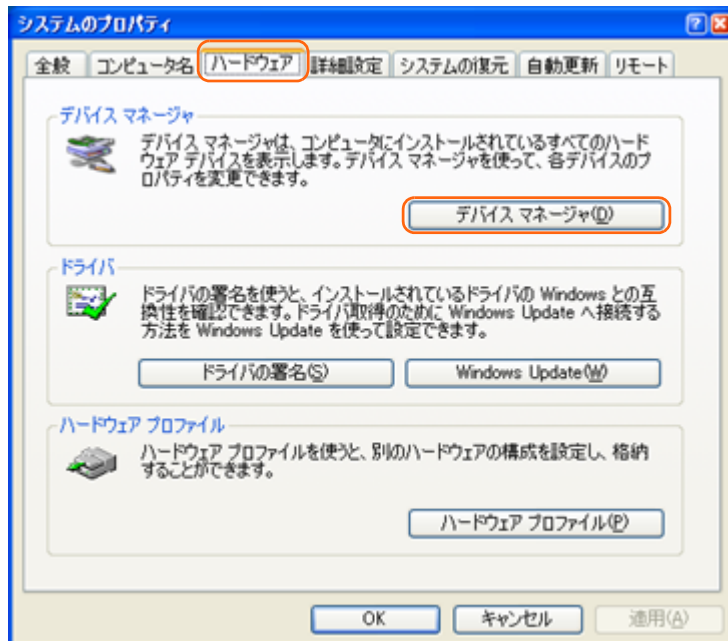 システムのプロパティ
全般 コンピュータ名 ハードウェア 詳細設定 システムの復元 自動更新 リモート
デバイス マネージャ
デバイス マネージャは、コンピュータにインストールされているすべてのハード
ウェア デバイスを表示します。デバイス マネージャを使って、各デバイスのプ
ロパティを変更できます。
デバイス マネージャ(D)
ドライバ
ドライバの署名を使うと、インストールされているドライバの Windows との互
換性を確認できます。ドライバ取得のために Windows Update へ接続する
方法を Windows Update を使って設定できます。
ドライバの署名(S) Windows Update(W)
ハードウェア プロファイル
ハードウェア プロファイルを使うと、別のハードウェアの構成を設定し、格納
することができます。
ハードウェア プロファイル(P)
OK キャンセル 適用(A)